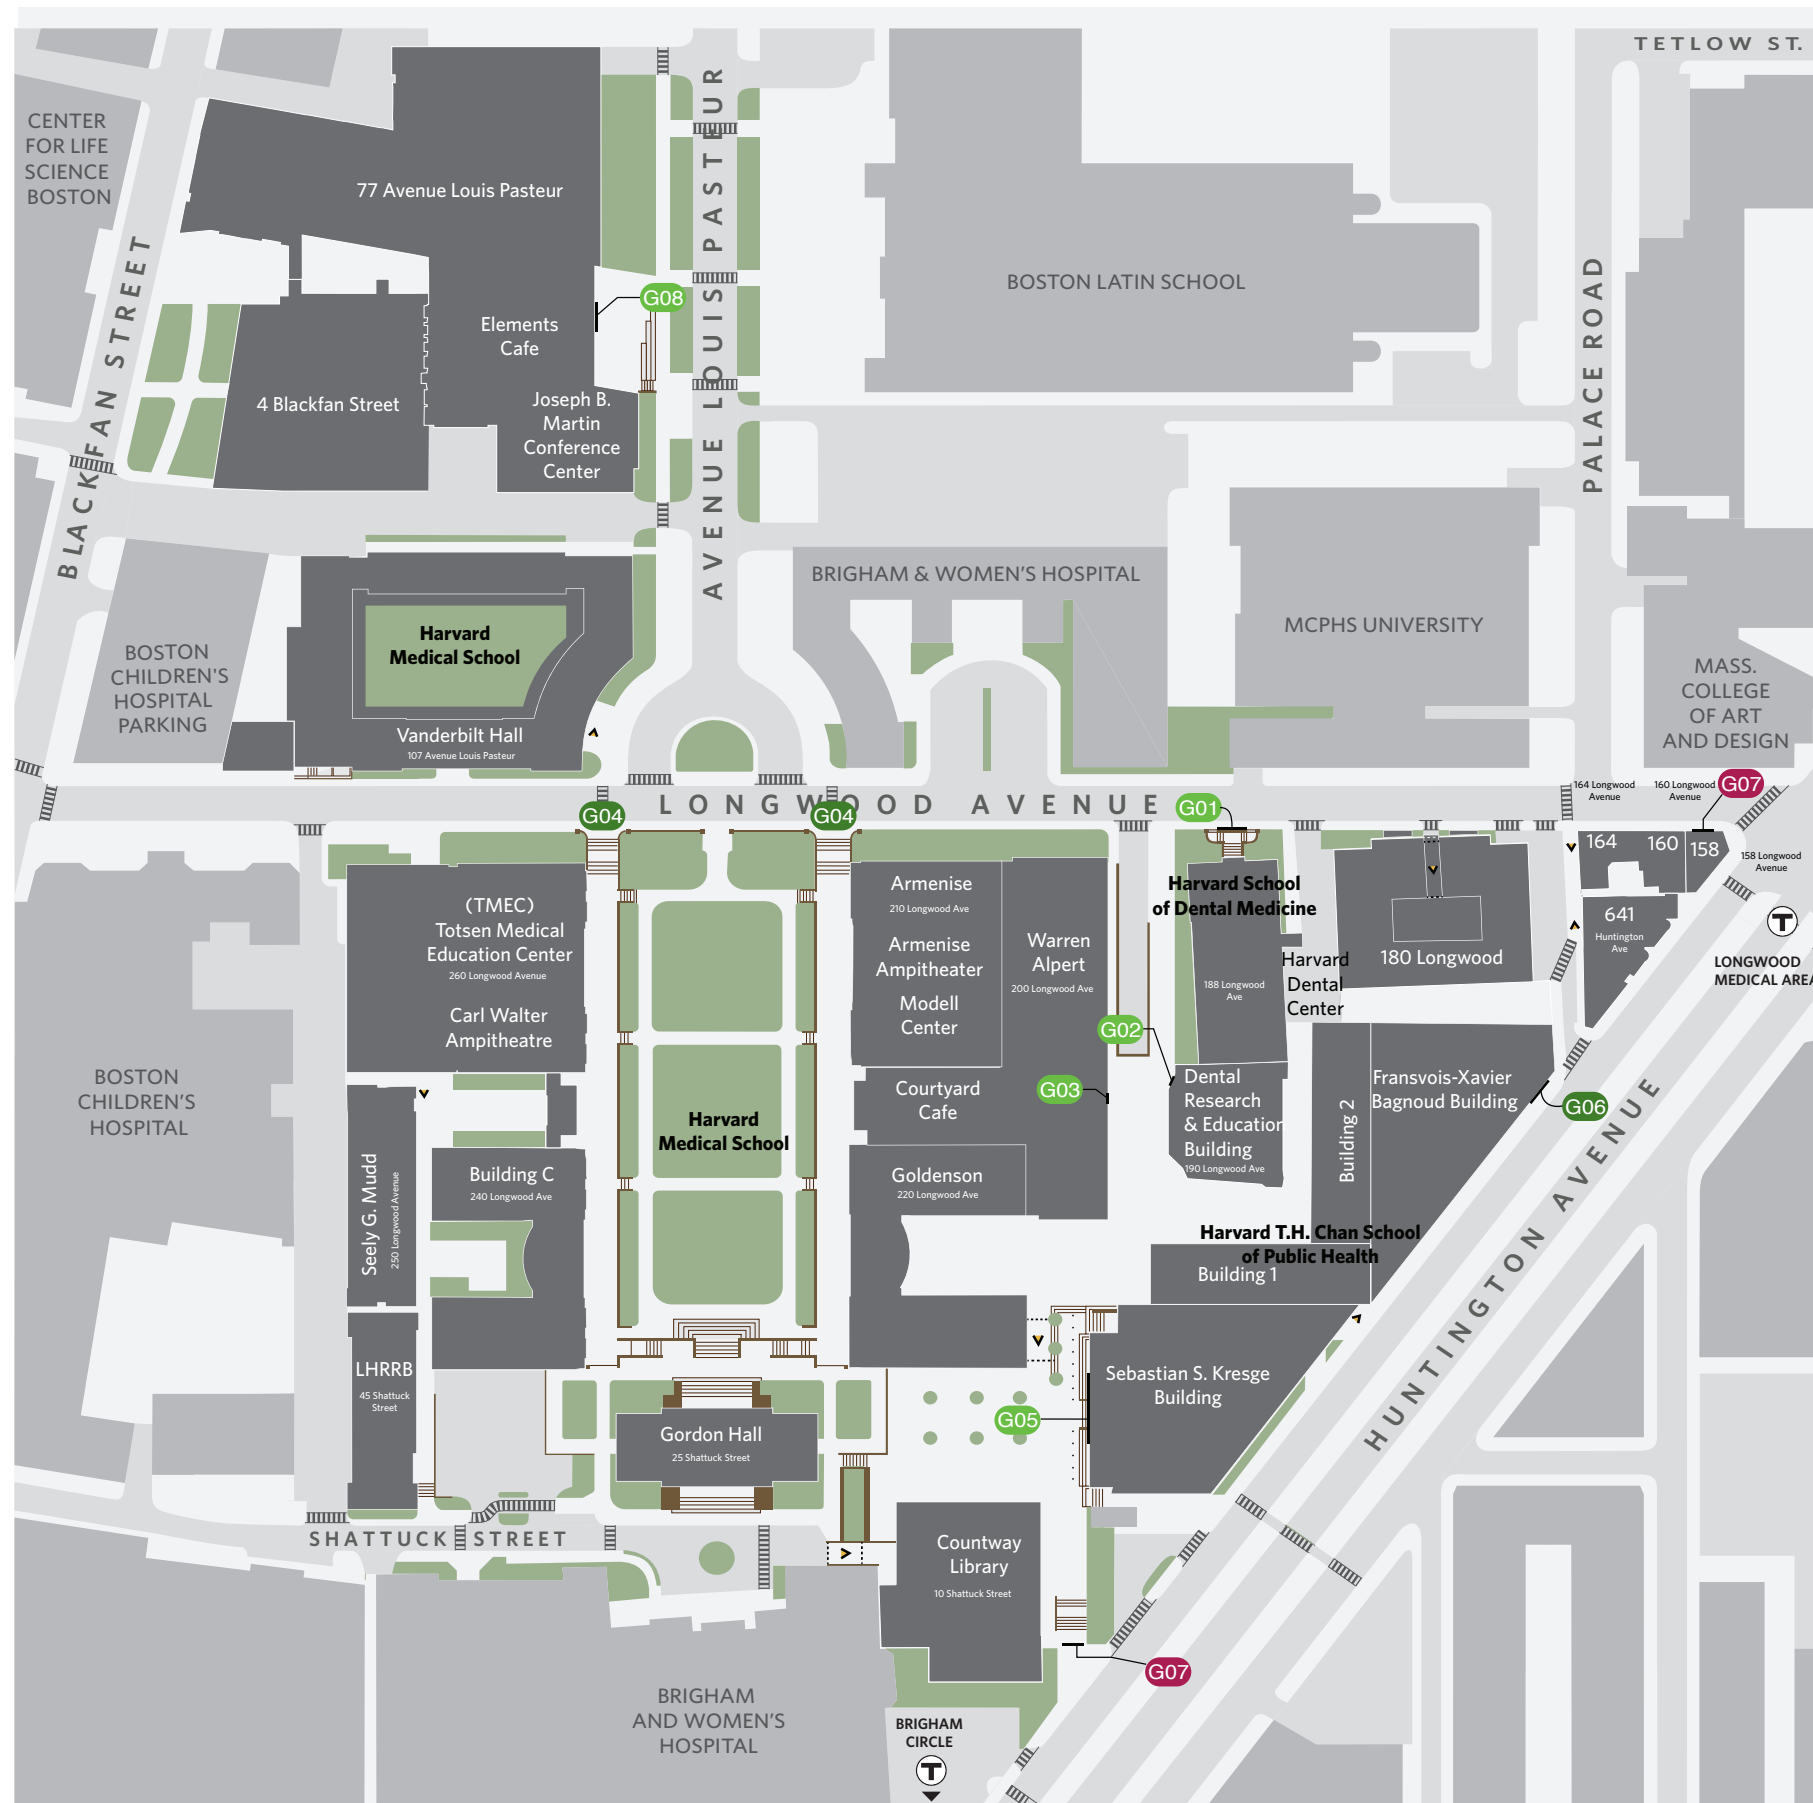 TETLOW ST.
CENTER
FOR LIFE
SCIENCE
BOSTON
77 Avenue Louis Pasteur
AVENUE LOUIS PASTEUR
BOSTON LATIN SCHOOL
PALACE ROAD
BLACKFAN STREET
G08
Elements
Cafe
4 Blackfan Street
Joseph B.
Martin
Conference
Center
BRIGHAM & WOMEN'S HOSPITAL
MCPHS UNIVERSITY
Harvard
Medical School
BOSTON
CHILDREN'S
HOSPITAL
PARKING
MASS.
COLLEGE
OF ART
AND DESIGN
Vanderbilt Hall
107 Avenue Louis Pasteur
LONGWOOD AVENUE
G04
G04
G01
164 Longwood
Avenue
160 Longwood
Avenue
G07
164
160
158
158 Longwood
Avenue
(TMEC)
Totsen Medical
Education Center
260 Longwood Avenue
Carl Walter
Ampitheatre
Armenise
210 Longwood Ave
Armenise
Ampitheater
Modell
Center
Warren
Alpert
200 Longwood Ave
Harvard School
of Dental Medicine
188 Longwood
Ave
Harvard
Dental
Center
180 Longwood
641
Huntington
Ave
T
LONGWOOD
MEDICAL AREA
G02
G03
BOSTON
CHILDREN'S
HOSPITAL
Courtyard
Cafe
Dental
Research
& Education
Building
190 Longwood Ave
Building 2
Fransvois-Xavier
Bagnoud Building
G06
HUNTINGTON AVENUE
Harvard
Medical School
Seely G. Mudd
250 Longwood Avenue
Building C
240 Longwood Ave
Goldenson
220 Longwood Ave
Harvard T.H. Chan School
of Public Health
Building 1
LHRRB
45 Shattuck
Street
Sebastian S. Kresge
Building
G05
Gordon Hall
25 Shattuck Street
SHATTUCK STREET
Countway
Library
10 Shattuck Street
G07
BRIGHAM
AND WOMEN'S
HOSPITAL
BRIGHAM
CIRCLE
T